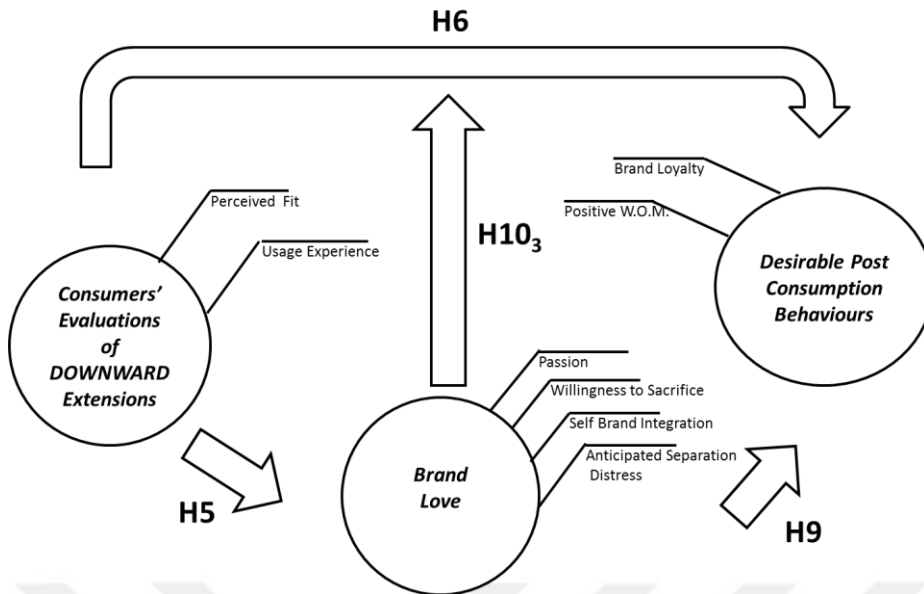 H6
Brand Loyalty
Perceived Fit
Positive W.O.M.
H10₃
Usage Experience
Consumers’
Evaluations
of
DOWNWARD
Extensions
Desirable Post
Consumption
Behaviours
Passion
Willingness to Sacrifice
Self Brand Integration
Anticipated Separation
Distress
Brand
Love
H5
H9